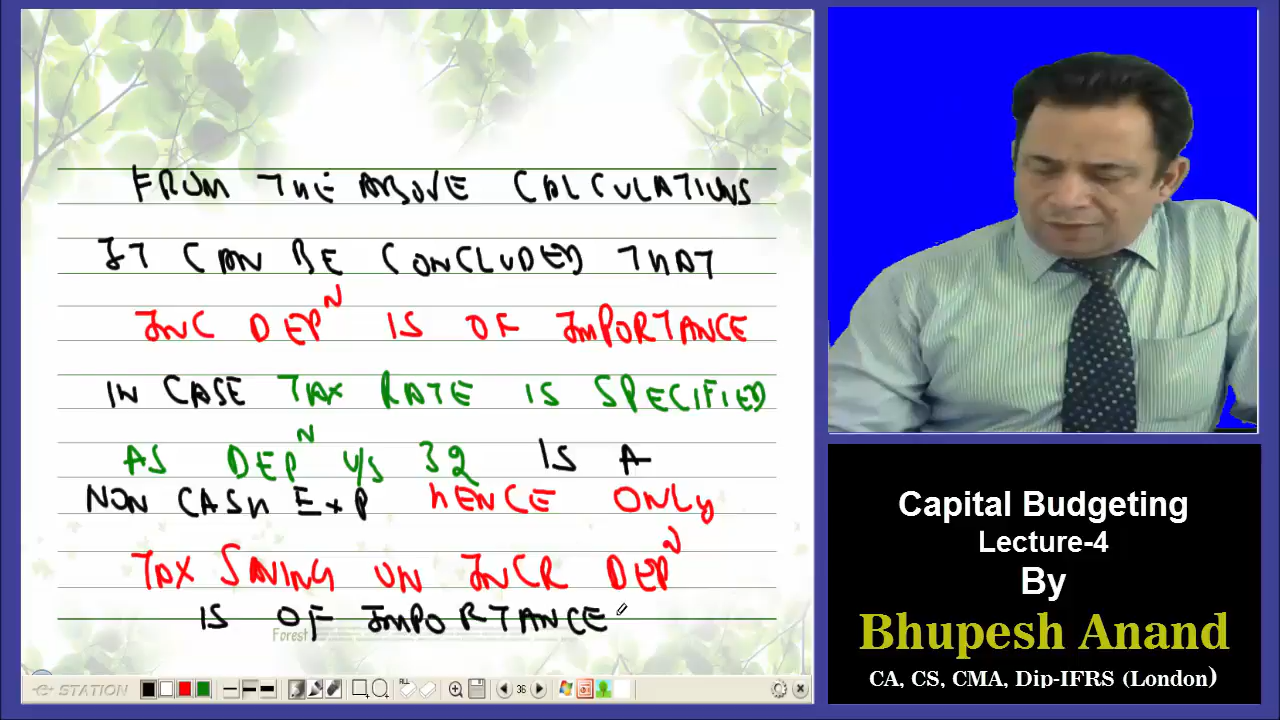 FROM THE ABOVE CALCULATIONS
IT CAN BE CONCLUDED THAT
INC DEPN IS OF IMPORTANCE
IN CASE TAX RATE IS SPECIFIED
AS DEPN U/S 32 IS A
NON CASH EXP HENCE ONLY
TAX SAVING ON INCR DEPN
IS OF IMPORTANCE
Forest
e-STATION
36
Capital Budgeting
Lecture-4
By
Bhupesh Anand
CA, CS, CMA, Dip-IFRS (London)